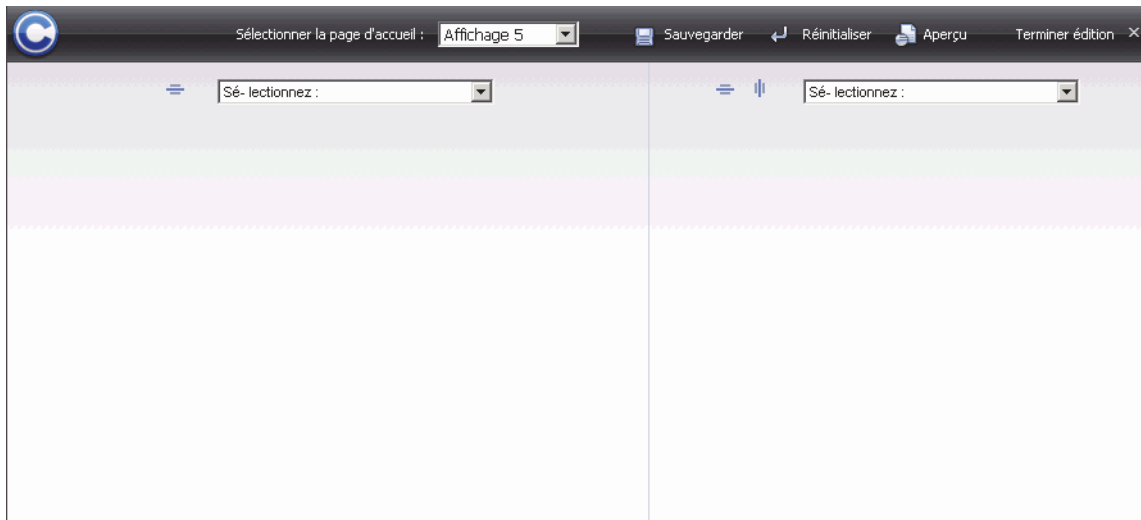 Sélectionner la page d'accueil : Affichage 5 Sauvegarder Réinitialiser Aperçu Terminer édition ×
Sé- lectionnez : Sé- lectionnez :